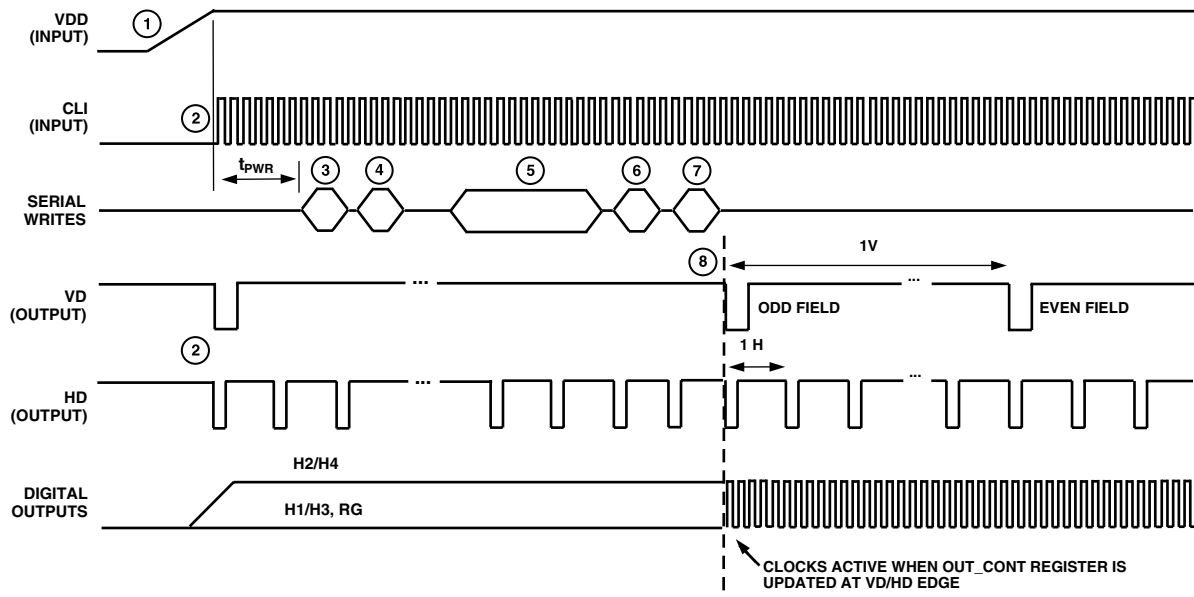 VDD
(INPUT)
1
CLI
(INPUT)
2
tPWR
SERIAL
WRITES
3
4
5
6
7
8
1V
VD
(OUTPUT)
...
...
ODD FIELD
EVEN FIELD
2
1 H
HD
(OUTPUT)
...
...
H2/H4
DIGITAL
OUTPUTS
H1/H3, RG
CLOCKS ACTIVE WHEN OUT_CONT REGISTER IS
UPDATED AT VD/HD EDGE